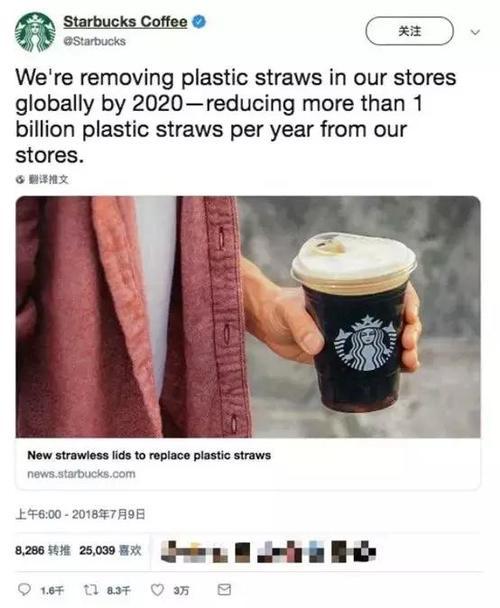 Starbucks Coffee
@Starbucks
关注
We're removing plastic straws in our stores
globally by 2020—reducing more than 1
billion plastic straws per year from our
stores.
翻译推文
New strawless lids to replace plastic straws
news.starbucks.com
上午6:00 - 2018年7月9日
8,286 转推 25,039 喜欢
1.6千 8.3千 3万